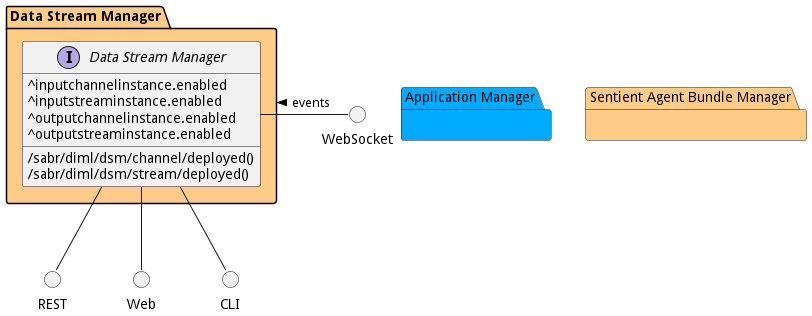 Data Stream Manager
I Data Stream Manager
^inputchannelinstance.enabled
^inputstreaminstance.enabled
^outputchannelinstance.enabled
^outputstreaminstance.enabled
/sabr/diml/dsm/channel/deployed()
/sabr/diml/dsm/stream/deployed()
events
WebSocket
Application Manager
Sentient Agent Bundle Manager
REST
Web
CLI